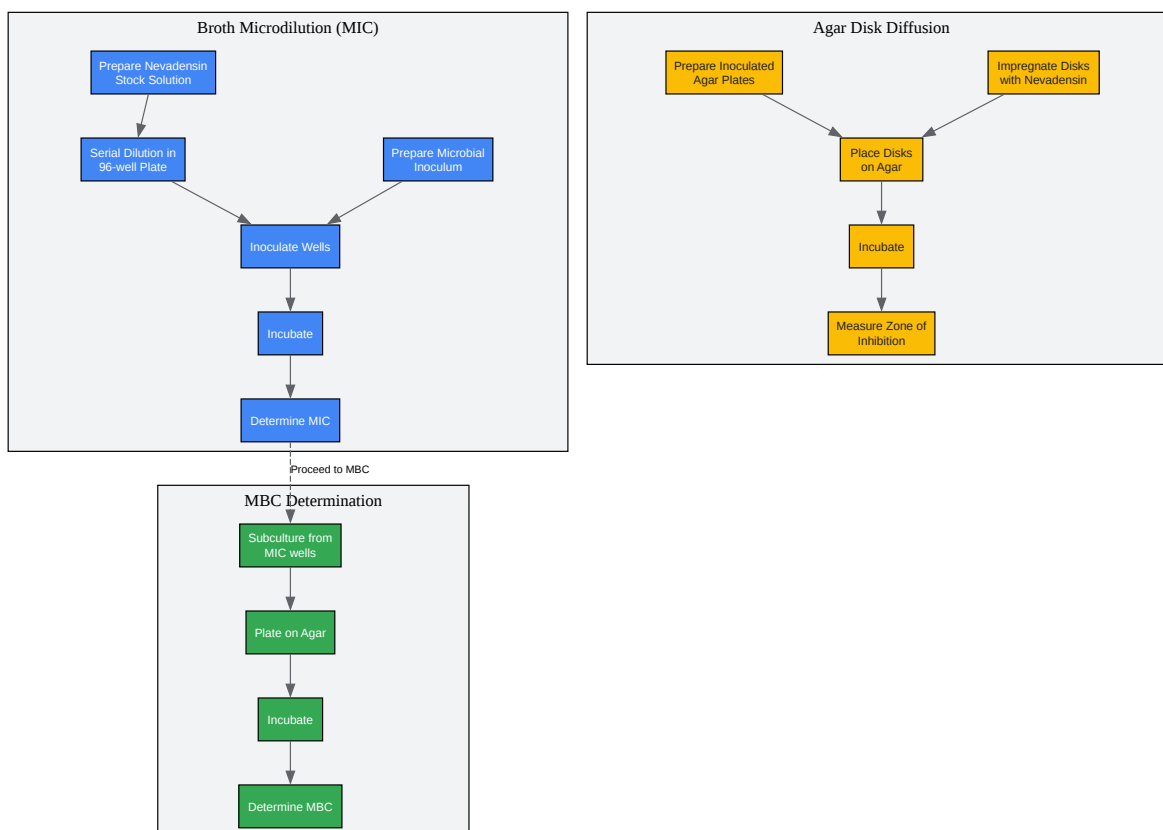 Broth Microdilution (MIC)
Prepare Nevadensin
Stock Solution
Serial Dilution in
96-well Plate
Prepare Microbial
Inoculum
Inoculate Wells
Incubate
Determine MIC
Proceed to MBC
MBC Determination
Subculture from
MIC wells
Plate on Agar
Incubate
Determine MBC
Agar Disk Diffusion
Prepare Inoculated
Agar Plates
Impregnate Disks
with Nevadensin
Place Disks
on Agar
Incubate
Measure Zone of
Inhibition